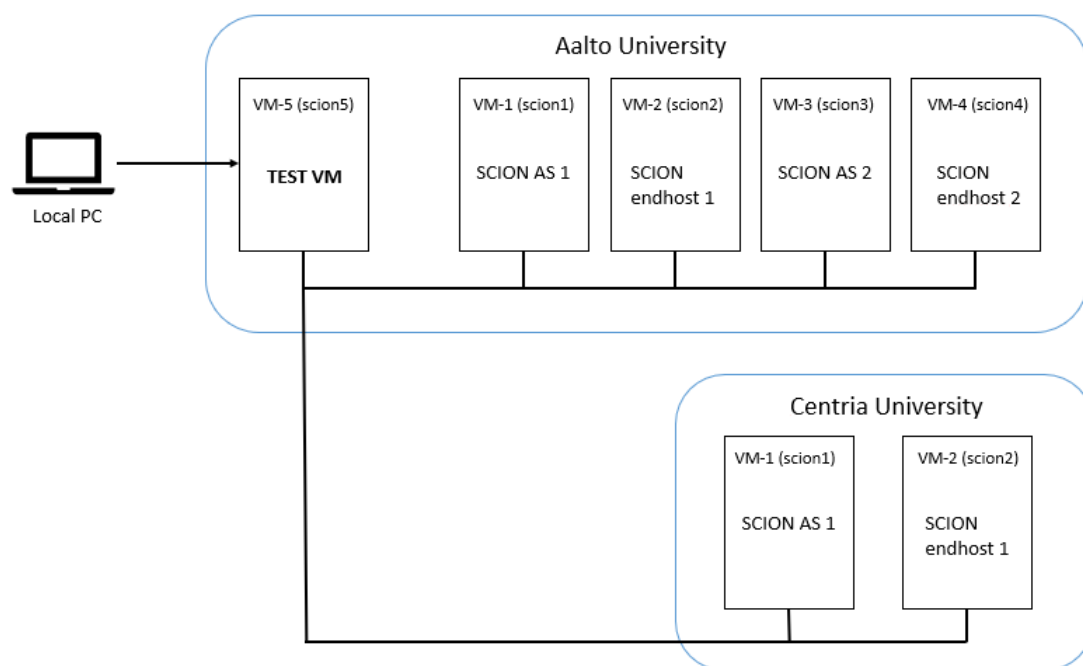 Aalto University
VM-5 (scion5)
TEST VM
VM-1 (scion1)
SCION AS 1
VM-2 (scion2)
SCION
endhost 1
VM-3 (scion3)
SCION AS 2
VM-4 (scion4)
SCION
endhost 2
Local PC
Centria University
VM-1 (scion1)
SCION AS 1
VM-2 (scion2)
SCION
endhost 1